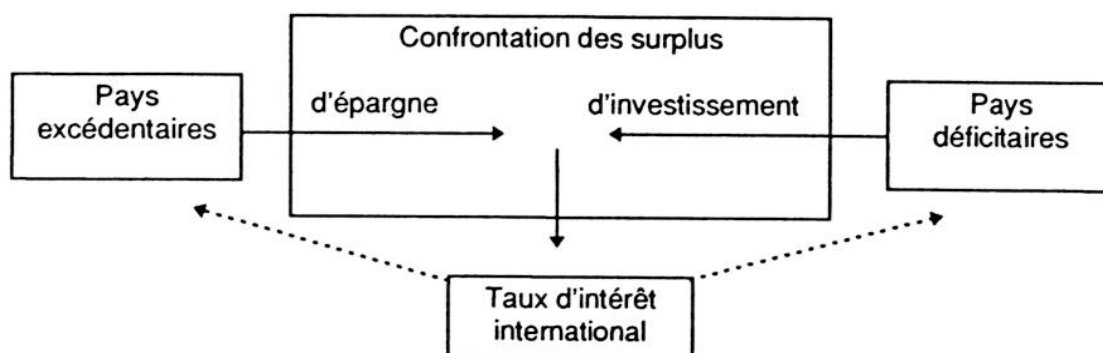 Confrontation des surplus
Pays
excédentaires
d'épargne
d'investissement
Pays
déficitaires
Taux d'intérêt
international